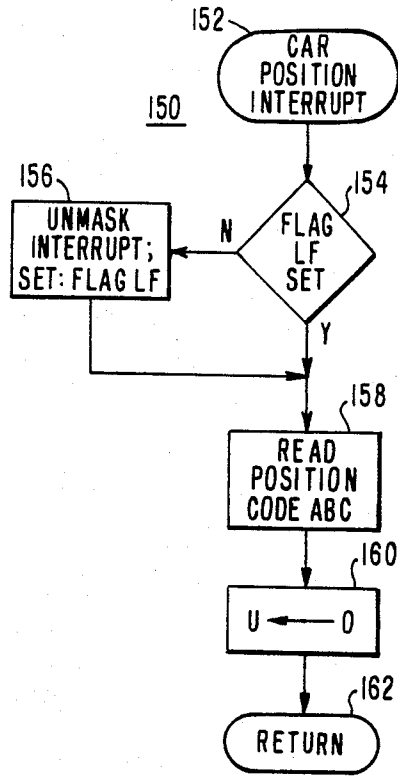 152
CAR
POSITION
INTERRUPT
150
154
156
FLAG
LF
SET
N
UNMASK
INTERRUPT;
SET: FLAG LF
Y
158
READ
POSITION
CODE ABC
160
U ← 0
162
RETURN